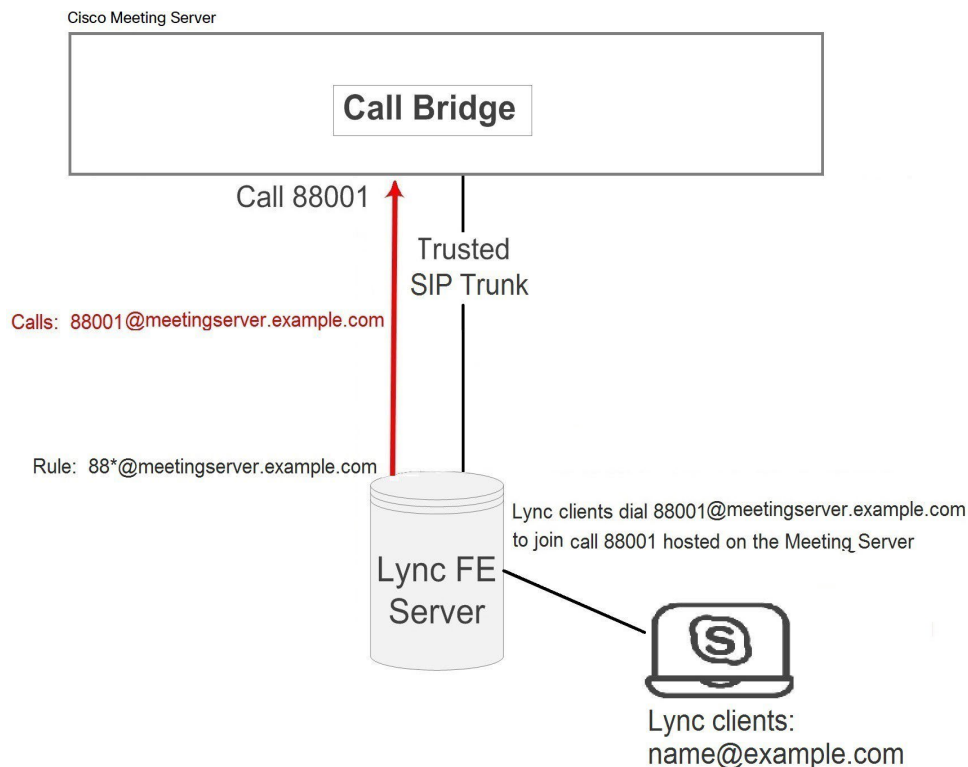 Cisco Meeting Server
Call Bridge
Call 88001
Trusted
SIP Trunk
Calls: 88001@meetingserver.example.com
Rule: 88*@meetingserver.example.com
Lync clients dial 88001@meetingserver.example.com
to join call 88001 hosted on the Meeting Server
Lync FE
Server
S
Lync clients:
name@example.com